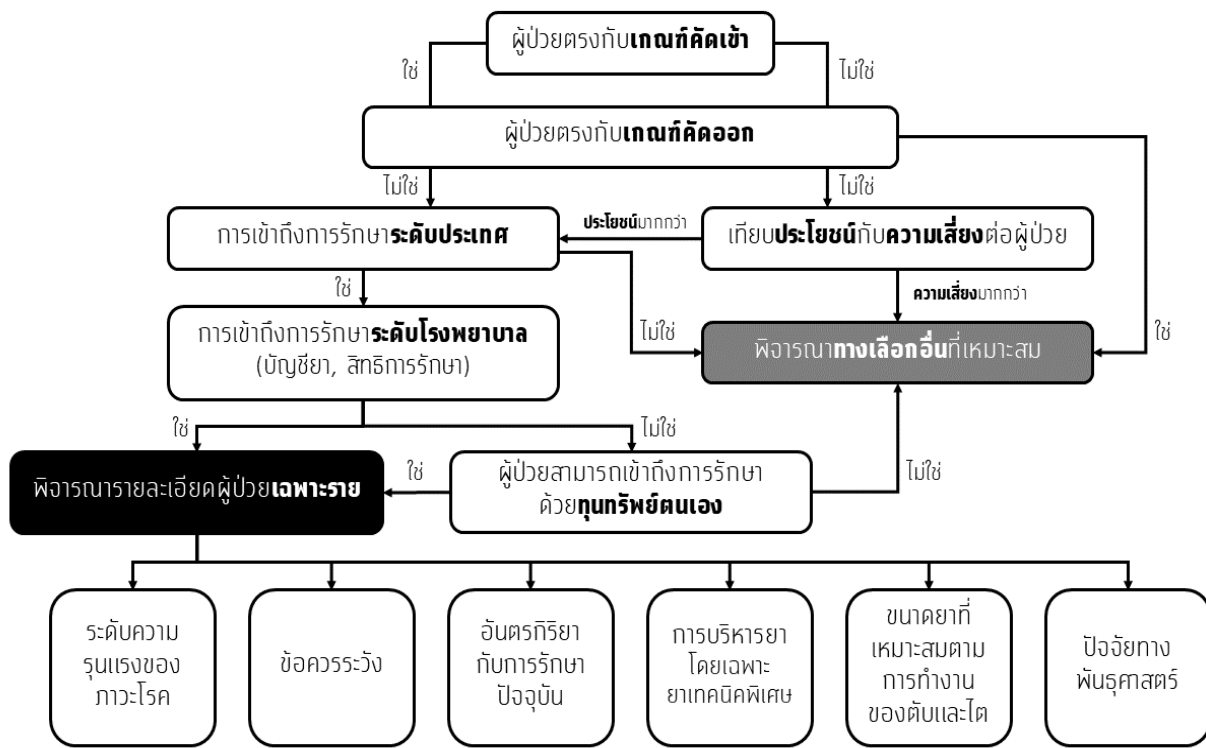 ผู้ป่วยตรงกับเกณฑ์คัดเข้า
ใช่
ไม่ใช่
ผู้ป่วยตรงกับเกณฑ์คัดออก
ไม่ใช่
ไม่ใช่
การเข้าถึงการรักษาระดับประเทศ
ประโยชน์มากกว่า
เทียบประโยชน์กับความเสี่ยงต่อผู้ป่วย
ใช่
ความเสี่ยงมากกว่า
การเข้าถึงการรักษาระดับโรงพยาบาล
(บัญชียา, สิทธิการรักษา)
ไม่ใช่
พิจารณาทางเลือกอื่นที่เหมาะสม
ใช่
ใช่
ไม่ใช่
พิจารณารายละเอียดผู้ป่วยเฉพาะราย
ใช่
ผู้ป่วยสามารถเข้าถึงการรักษา
ด้วยทุนทรัพย์ตนเอง
ไม่ใช่
ระดับความ
รุนแรงของ
ภาวะโรค
ข้อควรระวัง
อันตรกิริยา
กับการรักษา
ปัจจุบัน
การบริหารยา
โดยเฉพาะ
ยาเทคนิคพิเศษ
ขนาดยาที่
เหมาะสมตาม
การทำงาน
ของตับและไต
ปัจจัยทาง
พันธุศาสตร์